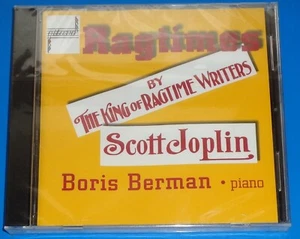 Ragtimes
BY
THE KING OF RAGTIME WRITERS
Scott Joplin
Boris Berman • piano